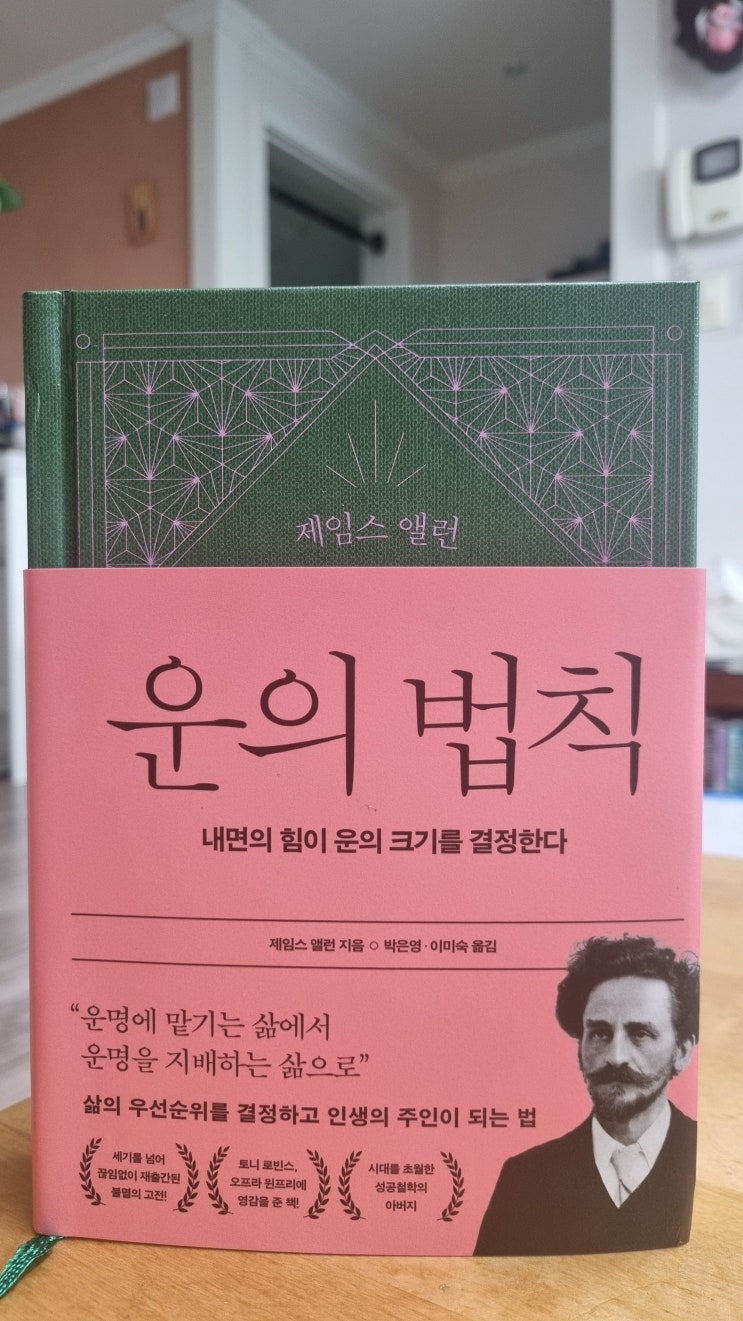 제임스 앨런
운의 법칙
내면의 힘이 운의 크기를 결정한다
제임스 앨런 지음 ○ 박은영·이미숙 옮김
“운명에 맡기는 삶에서
운명을 지배하는 삶으로”
삶의 우선순위를 결정하고 인생의 주인이 되는 법
세기를 넘어
끊임없이 재출간된
불멸의 고전!
토니 로빈스,
오프라 윈프리에
영감을 준 책!
시대를 초월한
성공철학의
아버지